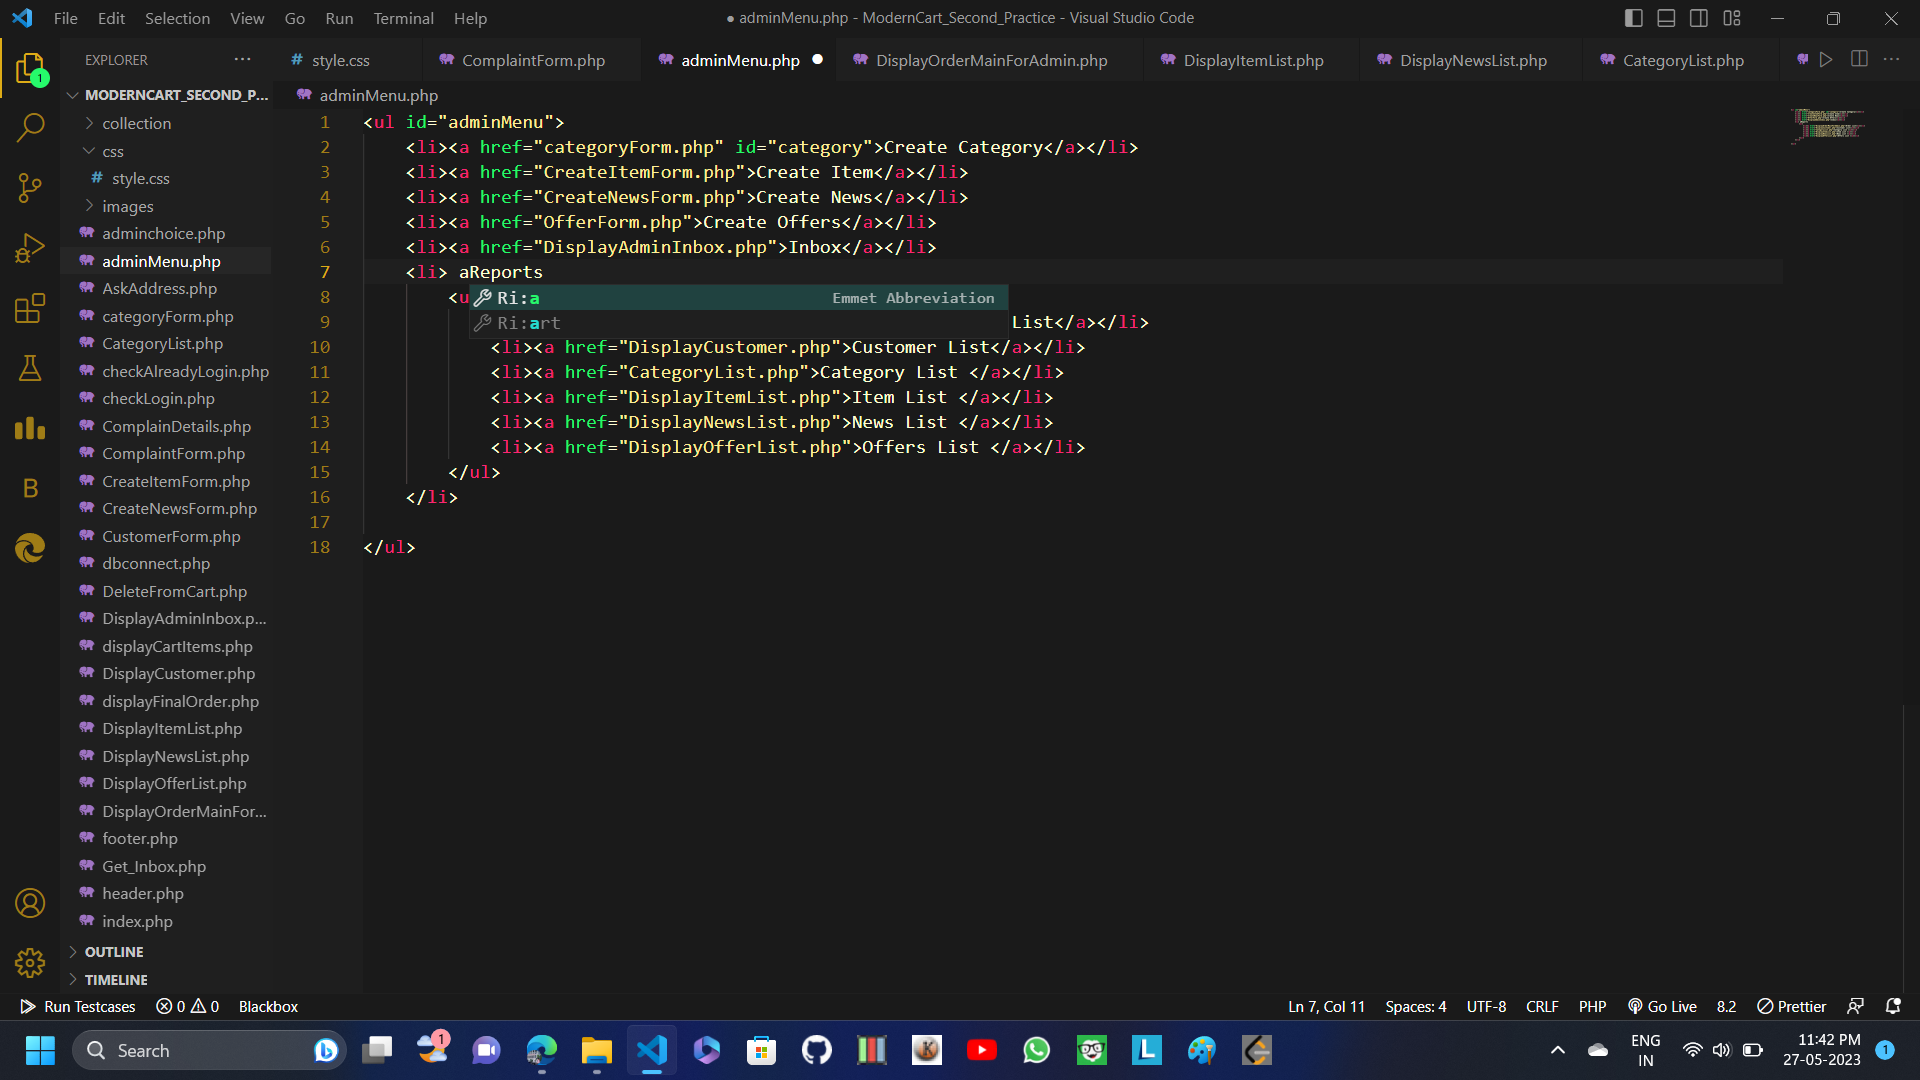 File Edit Selection View Go Run Terminal Help
● adminMenu.php - ModernCart_Second_Practice - Visual Studio Code
EXPLORER
style.css
ComplaintForm.php
adminMenu.php
DisplayOrderMainForAdmin.php
DisplayItemList.php
DisplayNewsList.php
CategoryList.php
1
MODERNCART_SECOND_P...
collection
css
# style.css
images
adminchoice.php
adminMenu.php
AskAddress.php
categoryForm.php
CategoryList.php
checkAlreadyLogin.php
checkLogin.php
ComplainDetails.php
ComplaintForm.php
CreateItemForm.php
CreateNewsForm.php
CustomerForm.php
dbconnect.php
DeleteFromCart.php
DisplayAdminInbox.p...
displayCartItems.php
DisplayCustomer.php
displayFinalOrder.php
DisplayItemList.php
DisplayNewsList.php
DisplayOfferList.php
DisplayOrderMainFor...
footer.php
Get_Inbox.php
header.php
index.php
OUTLINE
TIMELINE
B
adminMenu.php
1 <ul id="adminMenu">
2 <li><a href="categoryForm.php" id="category">Create Category</a></li>
3 <li><a href="CreateItemForm.php">Create Item</a></li>
4 <li><a href="CreateNewsForm.php">Create News</a></li>
5 <li><a href="OfferForm.php">Create Offers</a></li>
6 <li><a href="DisplayAdminInbox.php">Inbox</a></li>
7 <li> aReports
8 <u
Ri:a Emmet Abbreviation
Ri:art
9 List</a></li>
10 <li><a href="DisplayCustomer.php">Customer List</a></li>
11 <li><a href="CategoryList.php">Category List </a></li>
12 <li><a href="DisplayItemList.php">Item List </a></li>
13 <li><a href="DisplayNewsList.php">News List </a></li>
14 <li><a href="DisplayOfferList.php">Offers List </a></li>
15 </ul>
16 </li>
17
18 </ul>
Run Testcases 0 0 Blackbox
Ln 7, Col 11 Spaces: 4 UTF-8 CRLF PHP Go Live 8.2 Prettier
Search
1
L
ENG
IN
11:42 PM
27-05-2023
1